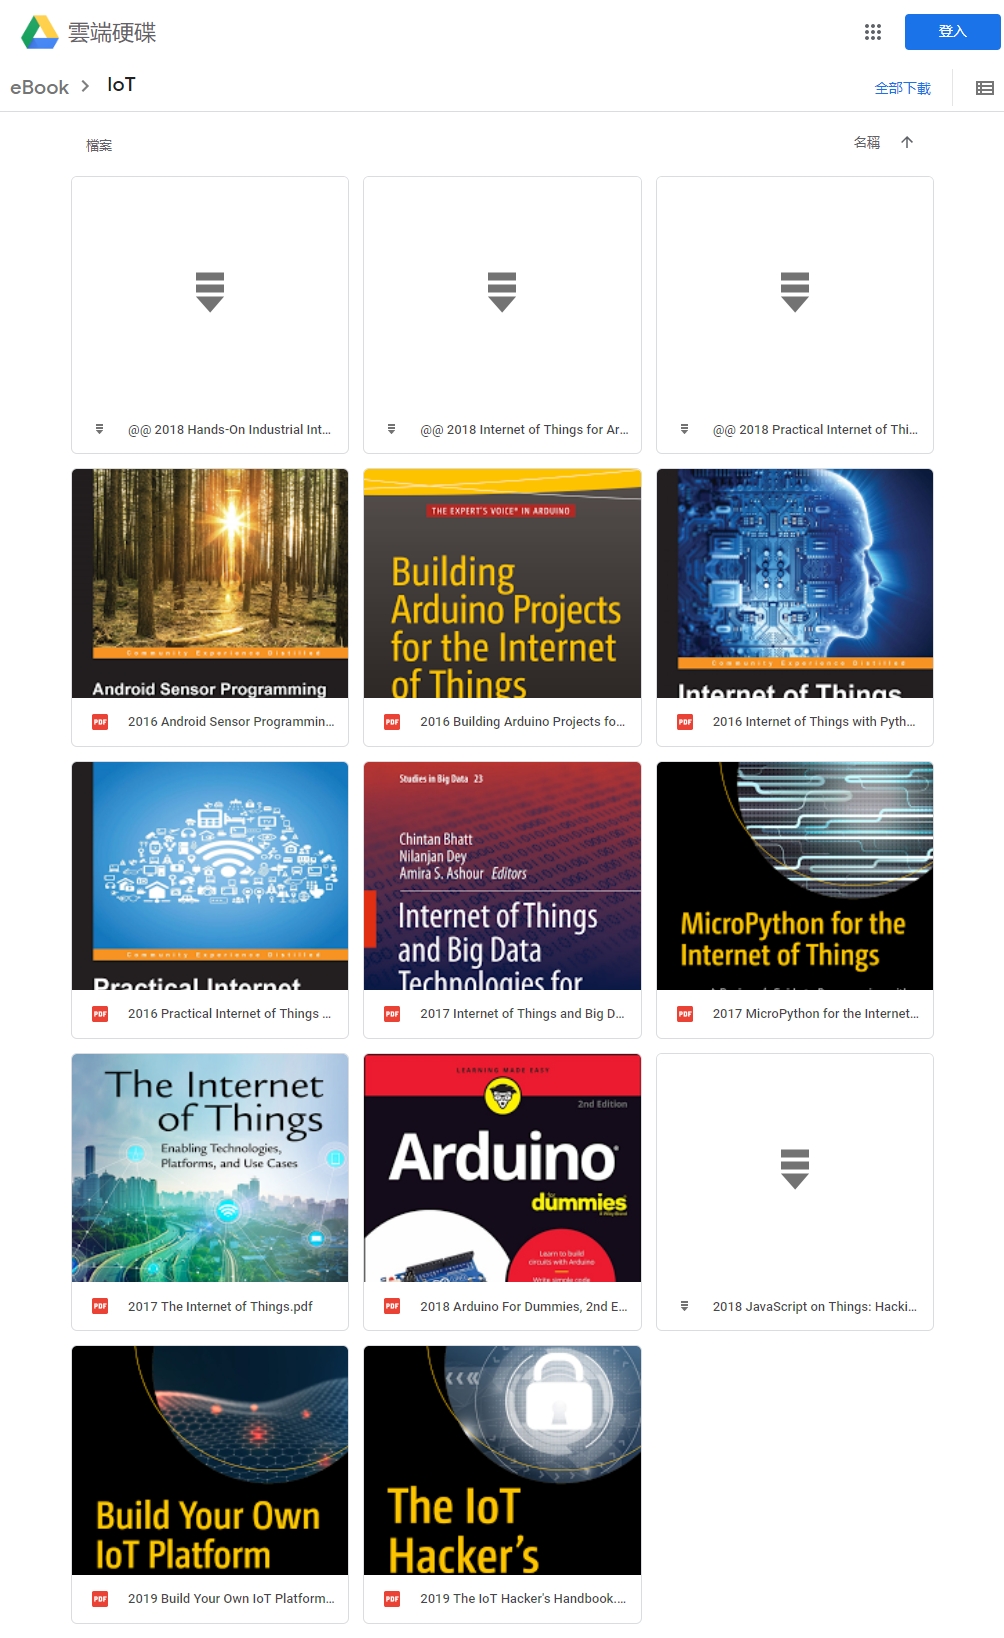 雲端硬碟
登入
eBook
IoT
全部下載
檔案
名稱
@@ 2018 Hands-On Industrial Int...
@@ 2018 Internet of Things for Ar...
@@ 2018 Practical Internet of Thi...
Community Experience Distilled
Android Sensor Programming
PDF
2016 Android Sensor Programmin...
THE EXPERT'S VOICE® IN ARDUINO
Building
Arduino Projects
for the Internet
of Things
PDF
2016 Building Arduino Projects fo...
Community Experience Distilled
Internet of Things
PDF
2016 Internet of Things with Pyth...
Community Experience Distilled
Practical Internet
PDF
2016 Practical Internet of Things ...
Studies in Big Data 23
Chintan Bhatt
Nilanjan Dey
Amira S. Ashour Editors
Internet of Things
and Big Data
Technologies for
PDF
2017 Internet of Things and Big D...
MicroPython for the
Internet of Things
PDF
2017 MicroPython for the Internet...
The Internet
of Things
Enabling Technologies,
Platforms, and Use Cases
PDF
2017 The Internet of Things.pdf
LEARNING MADE EASY
2nd Edition
Arduino®
for
dummies
A Wiley Brand
Learn to build
circuits with Arduino
Write simple code
PDF
2018 Arduino For Dummies, 2nd E...
2018 JavaScript on Things: Hacki...
Build Your Own
IoT Platform
PDF
2019 Build Your Own IoT Platform...
The IoT
Hacker's
PDF
2019 The IoT Hacker's Handbook....